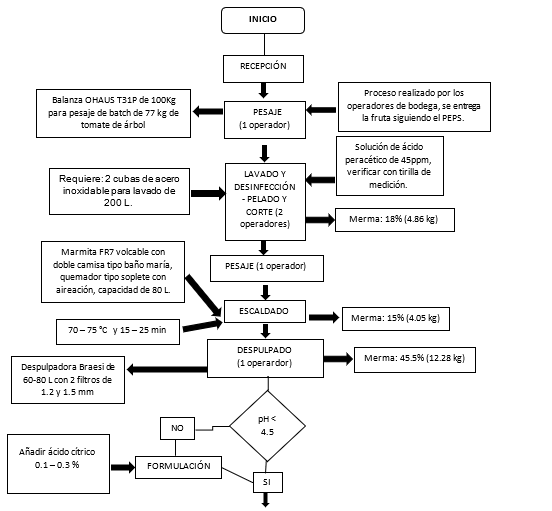 INICIO
RECEPCIÓN
Balanza OHAUS T31P de 100Kg
para pesaje de batch de 77 kg de
tomate de árbol
PESAJE
(1 operador)
Proceso realizado por los
operadores de bodega, se entrega
la fruta siguiendo el PEPS.
Requiere: 2 cubas de acero
inoxidable para lavado de
200 L.
LAVADO Y
DESINFECCIÓN
- PELADO Y
CORTE (2
operadores)
Solución de ácido
peracético de 45ppm,
verificar con tirilla de
medición.
Merma: 18% (4.86 kg)
PESAJE (1 operador)
Marmita FR7 volcable con
doble camisa tipo baño maría,
quemador tipo soplete con
aireación, capacidad de 80 L.
70 – 75 °C y 15 – 25 min
ESCALDADO
Merma: 15% (4.05 kg)
DESPULPADO
(1 operardor)
Merma: 45.5% (12.28 kg)
Despulpadora Braesi de
60-80 L con 2 filtros de
1.2 y 1.5 mm
pH <
4.5
NO
Añadir ácido cítrico
0.1 – 0.3 %
FORMULACIÓN
SI